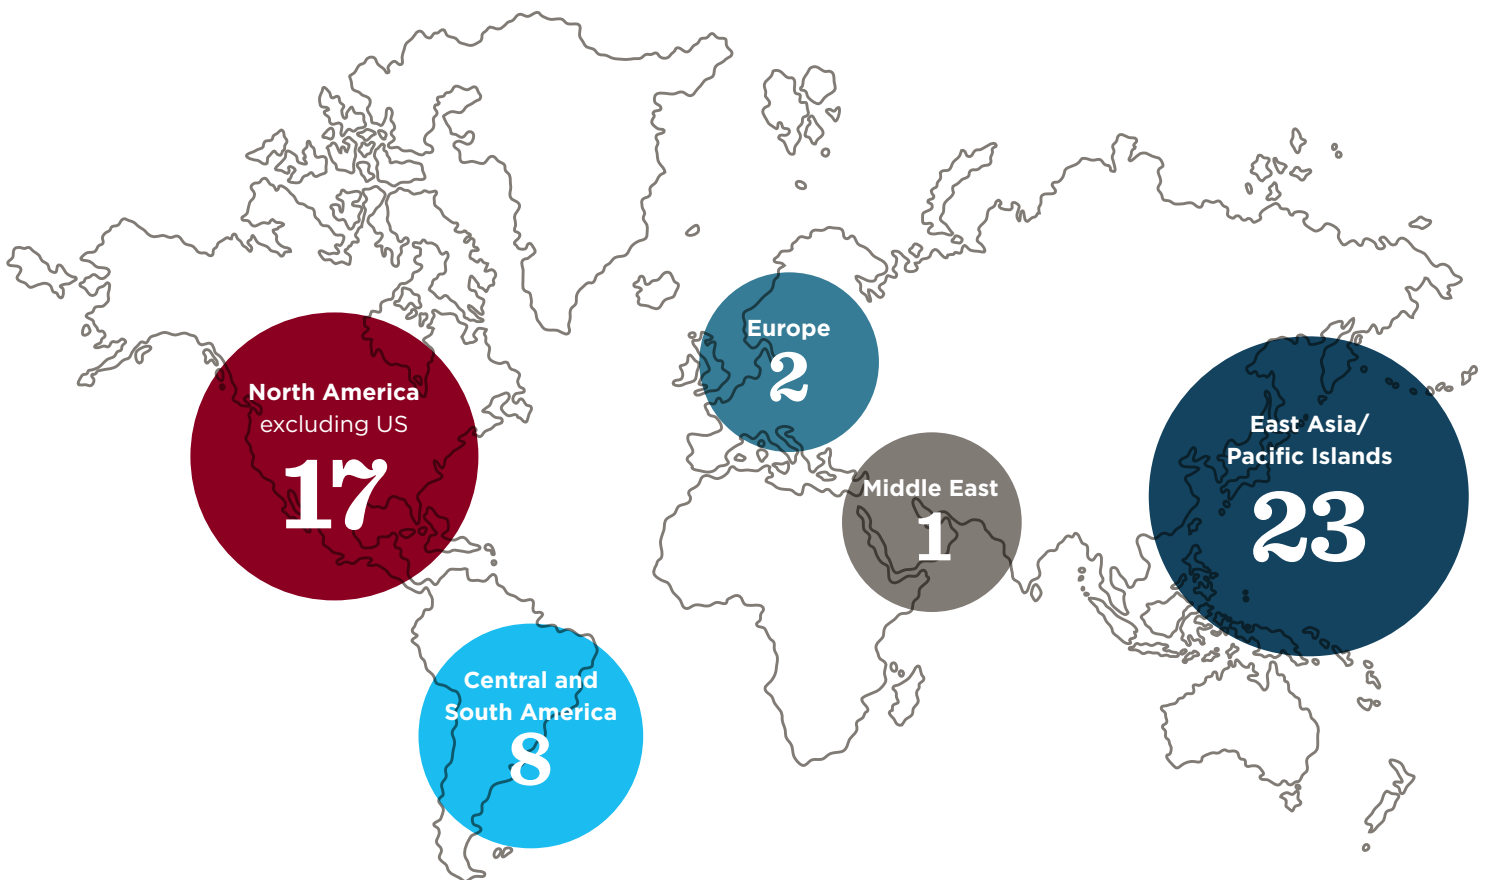 North America
excluding US
17
Europe
2
Middle East
1
East Asia/
Pacific Islands
23
Central and
South America
8